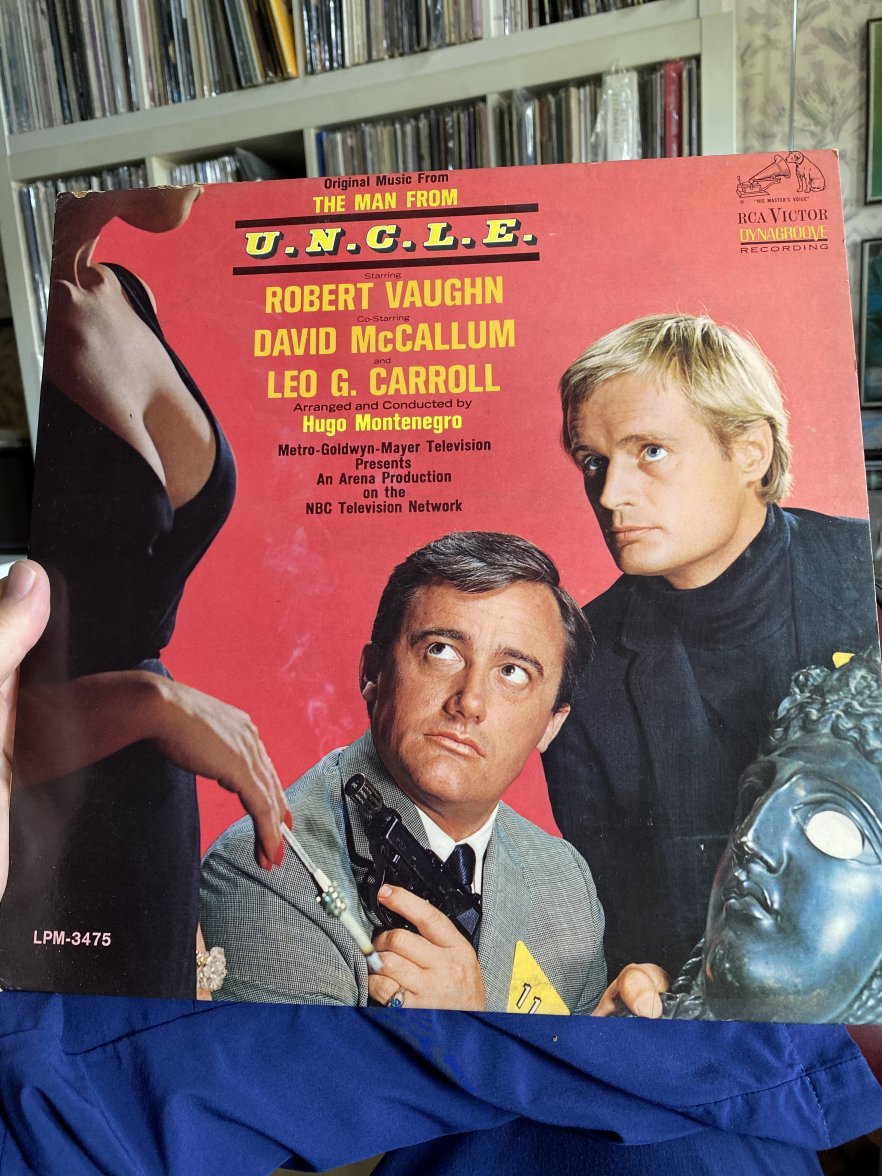 Original Music From
THE MAN FROM
U.N.C.L.E.
Starring
ROBERT VAUGHN
Co-Starring
DAVID McCALLUM
and
LEO G. CARROLL
Arranged and Conducted by
Hugo Montenegro
Metro-Goldwyn-Mayer Television
Presents
An Arena Production
on the
NBC Television Network
"HIS MASTER'S VOICE"
RCA VICTOR
DYNAGROOVE
RECORDING
11
LPM-3475